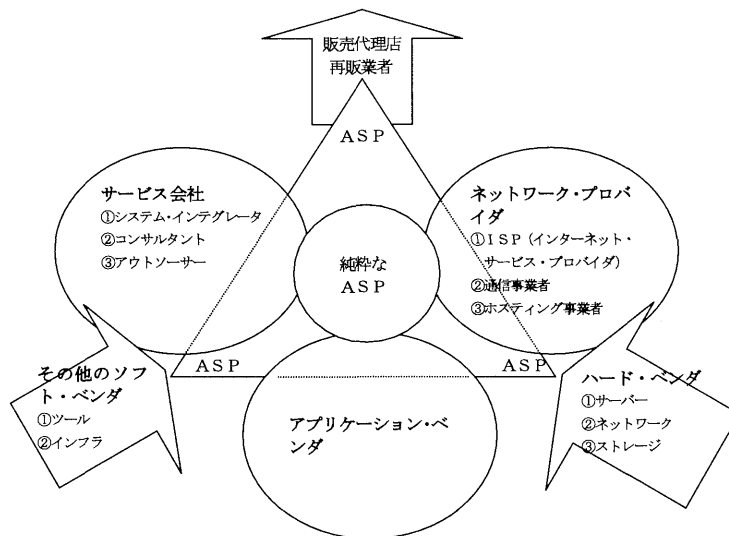 販売代理店
再販業者
ASP
サービス会社
①システム・インテグレータ
②コンサルタント
③アウトソーサー
ネットワーク・プロバ
イダ
①ISP（インターネット・
サービス・プロバイダ）
②通信事業者
③ホスティング事業者
純粋な
ASP
ASP
ASP
その他のソフ
ト・ベンダ
①ツール
②インフラ
アプリケーション・ベ
ンダ
ハード・ベンダ
①サーバー
②ネットワーク
③ストレージ